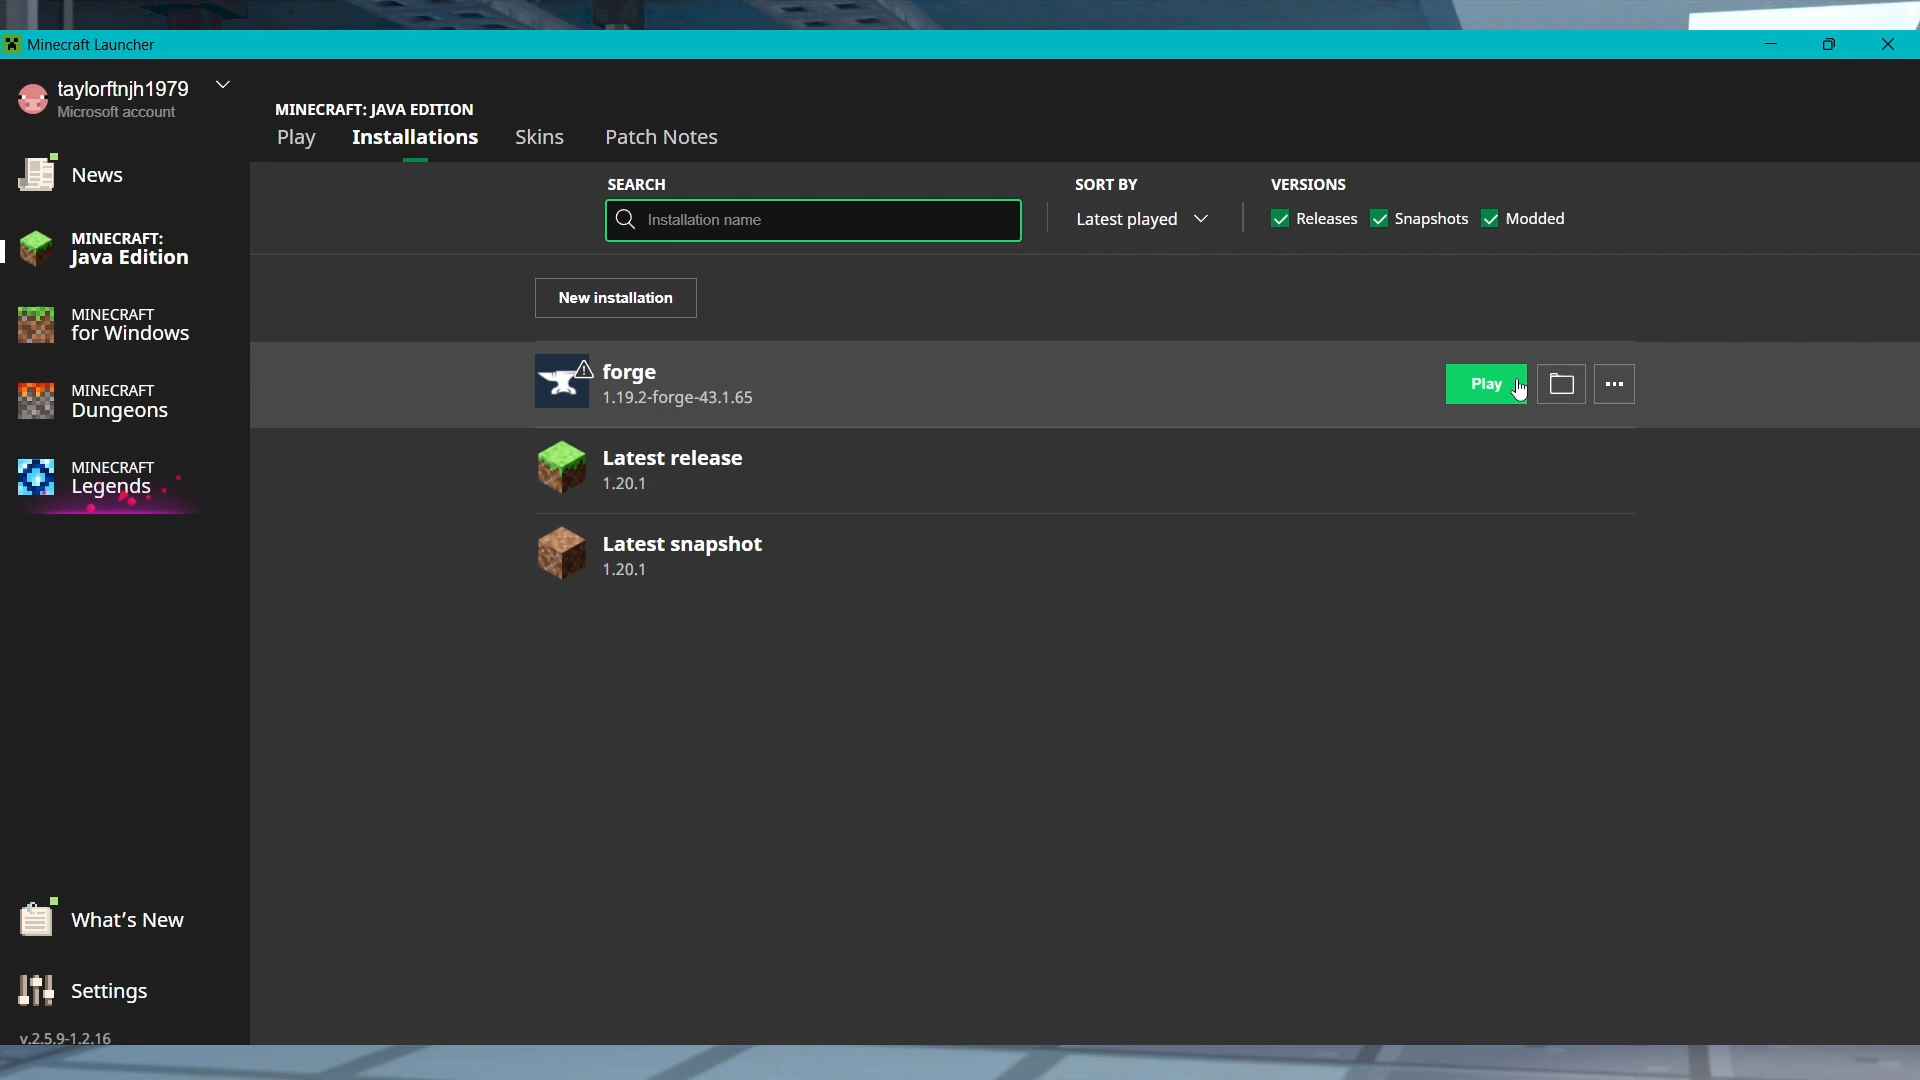 Minecraft Launcher
taylorftnjh1979
Microsoft account
News
MINECRAFT:
Java Edition
MINECRAFT
for Windows
MINECRAFT
Dungeons
MINECRAFT
Legends
What's New
Settings
v.2.5.9-1.2.16
MINECRAFT: JAVA EDITION
Play Installations Skins Patch Notes
SEARCH SORT BY VERSIONS
Installation name Latest played Releases Snapshots Modded
New installation
forge
1.19.2-forge-43.1.65
Play
Latest release
1.20.1
Latest snapshot
1.20.1